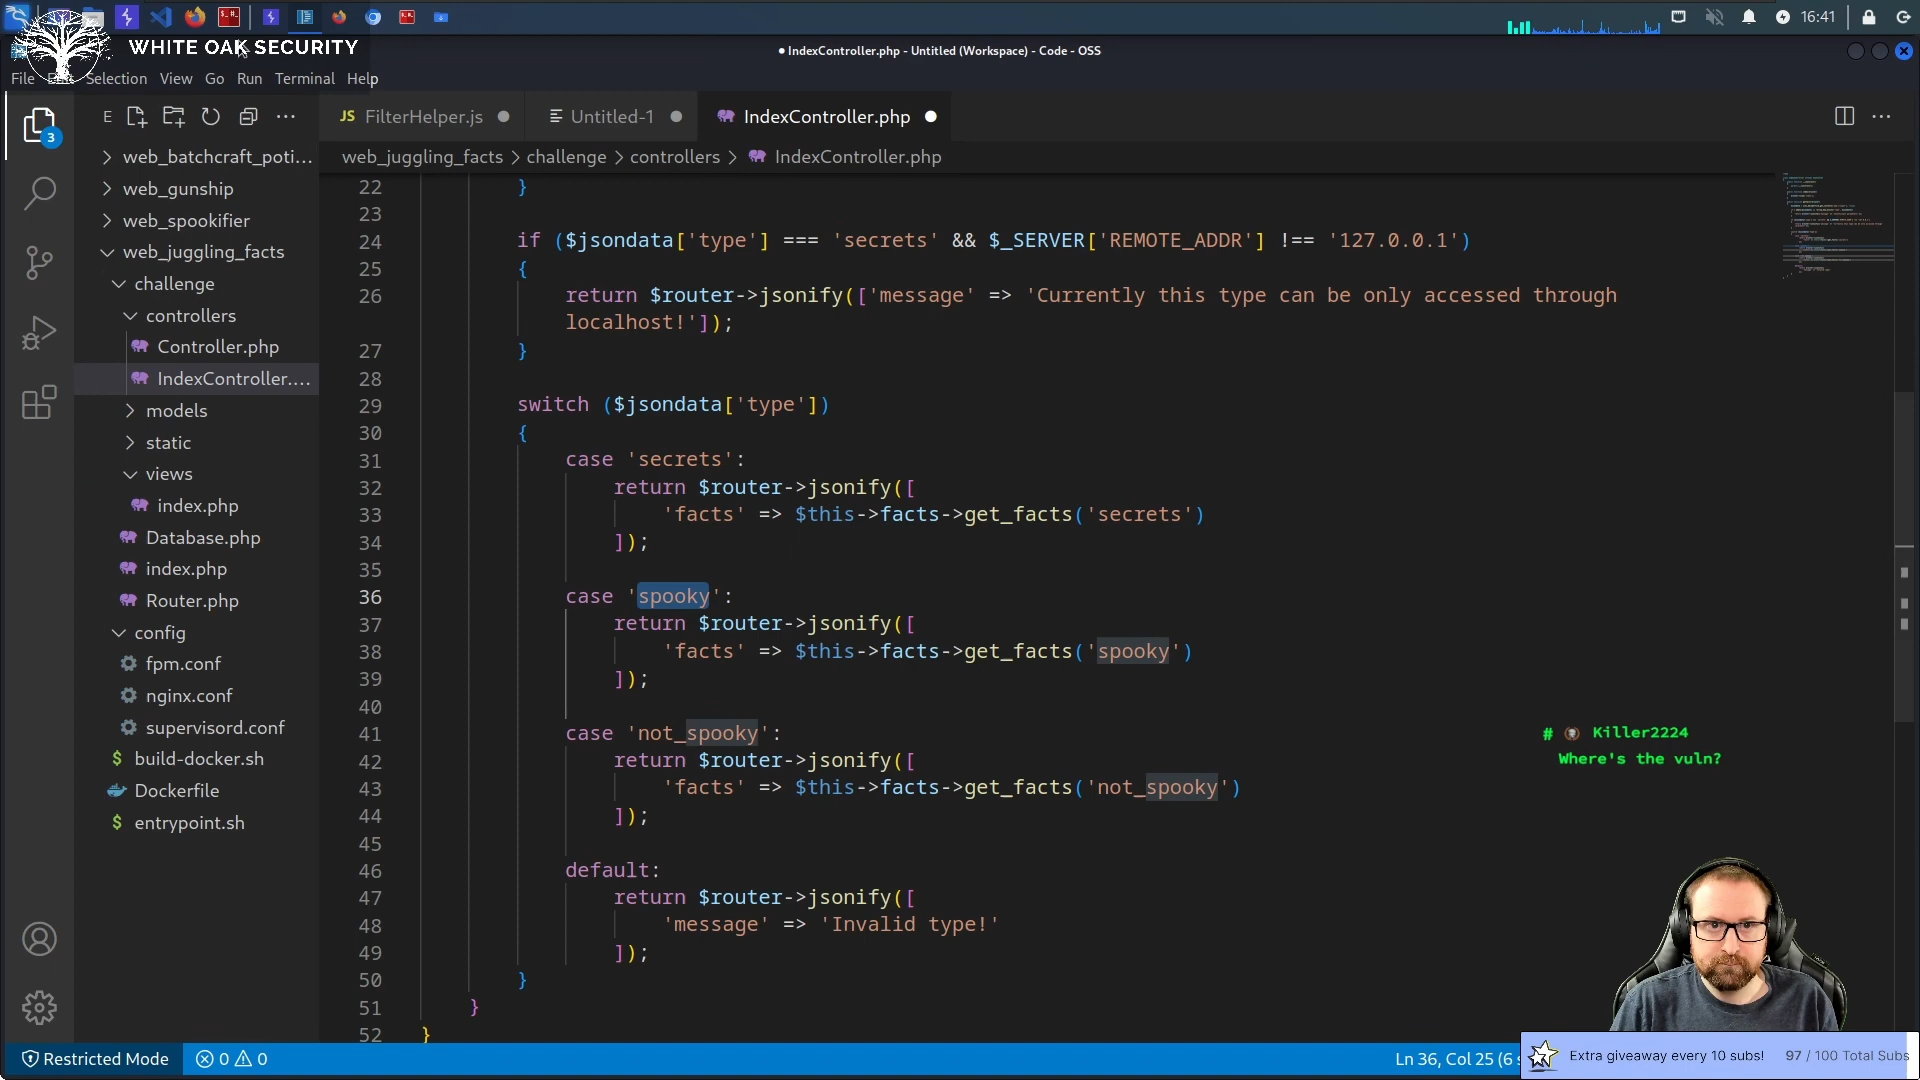 16:41
WHITE OAK SECURITY
● IndexController.php - Untitled (Workspace) - Code - OSS
File Edit Selection View Go Run Terminal Help
3
E
JS FilterHelper.js ●
Untitled-1 ●
IndexController.php ●
web_juggling_facts > challenge > controllers > IndexController.php
web_batchcraft_poti...
web_gunship
web_spookifier
web_juggling_facts
challenge
controllers
Controller.php
IndexController....
models
static
views
index.php
Database.php
index.php
Router.php
config
fpm.conf
nginx.conf
supervisord.conf
$ build-docker.sh
Dockerfile
$ entrypoint.sh
22 }
23
24 if ($jsondata['type'] === 'secrets' && $_SERVER['REMOTE_ADDR'] !== '127.0.0.1')
25 {
26 return $router->jsonify(['message' => 'Currently this type can be only accessed through
localhost!']);
27 }
28
29 switch ($jsondata['type'])
30 {
31 case 'secrets':
32 return $router->jsonify([
33 'facts' => $this->facts->get_facts('secrets')
34 ]);
35
36 case 'spooky':
37 return $router->jsonify([
38 'facts' => $this->facts->get_facts('spooky')
39 ]);
40
41 case 'not_spooky':
42 return $router->jsonify([
43 'facts' => $this->facts->get_facts('not_spooky')
44 ]);
45
46 default:
47 return $router->jsonify([
48 'message' => 'Invalid type!'
49 ]);
50 }
51 }
52 }
# Killer2224
Where's the vuln?
Restricted Mode
0 0
Ln 36, Col 25 (6 s
Extra giveaway every 10 subs! 97 / 100 Total Subs